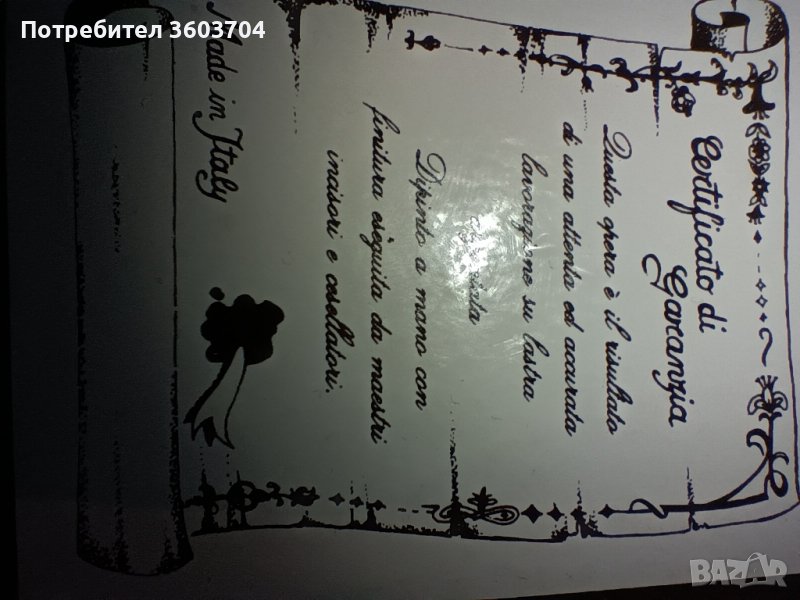 Потребител 3603704
Certificato di
Garanzia
Questa opera è il risultato
di una attenta ed accurata
lavorazione su lastra
Dipinto a mano con
finitura eseguita da maestri
incisori e cesellatori.
Made in Italy
BAZAR